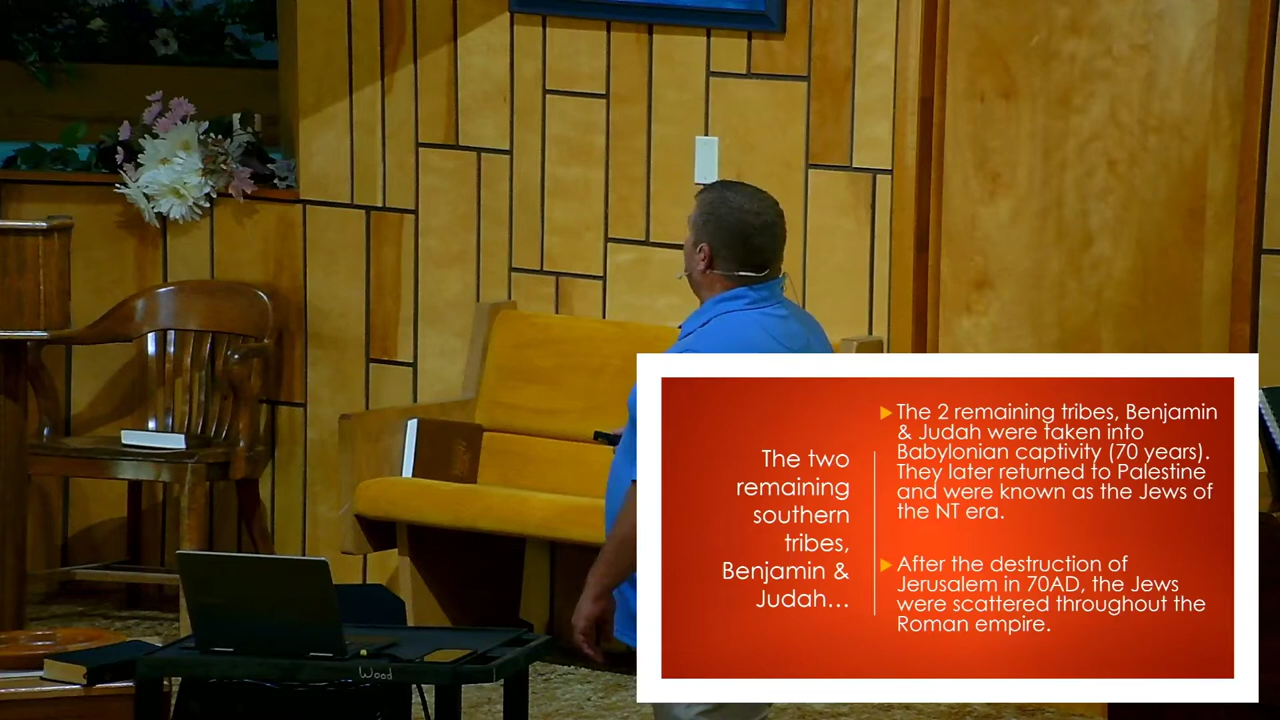 The two
remaining
southern
tribes,
Benjamin &
Judah...
The 2 remaining tribes, Benjamin
& Judah were taken into
Babylonian captivity (70 years).
They later returned to Palestine
and were known as the Jews of
the NT era.
After the destruction of
Jerusalem in 70AD, the Jews
were scattered throughout the
Roman empire.
Wood